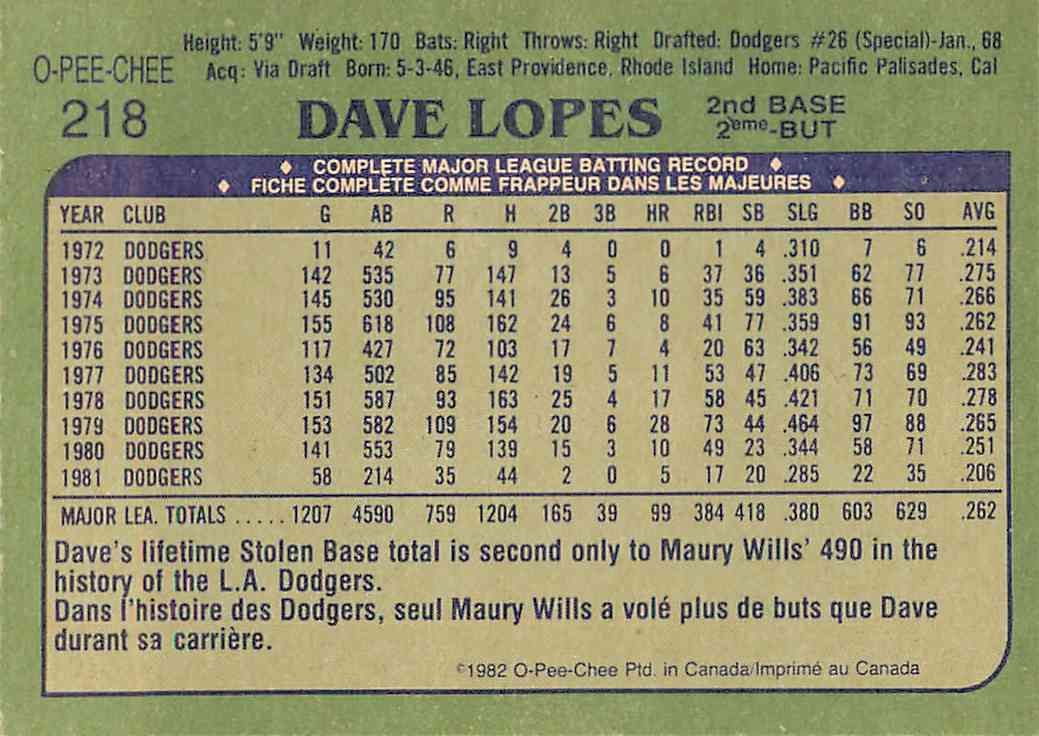 Height: 5'9" Weight: 170 Bats: Right Throws: Right Drafted: Dodgers #26 (Special)-Jan., 68
O-PEE-CHEE Acq: Via Draft Born: 5-3-46, East Providence, Rhode Island Home: Pacific Palisades, Cal
218 DAVE LOPES 2nd BASE
2eme-BUT
♦ COMPLETE MAJOR LEAGUE BATTING RECORD ♦
♦ FICHE COMPLÈTE COMME FRAPPEUR DANS LES MAJEURES ♦
YEAR CLUB G AB R H 2B 3B HR RBI SB SLG BB SO AVG
1972 DODGERS 11 42 6 9 4 0 0 1 4 .310 7 6 .214
1973 DODGERS 142 535 77 147 13 5 6 37 36 .351 62 77 .275
1974 DODGERS 145 530 95 141 26 3 10 35 59 .383 66 71 .266
1975 DODGERS 155 618 108 162 24 6 8 41 77 .359 91 93 .262
1976 DODGERS 117 427 72 103 17 7 4 20 63 .342 56 49 .241
1977 DODGERS 134 502 85 142 19 5 11 53 47 .406 73 69 .283
1978 DODGERS 151 587 93 163 25 4 17 58 45 .421 71 70 .278
1979 DODGERS 153 582 109 154 20 6 28 73 44 .464 97 88 .265
1980 DODGERS 141 553 79 139 15 3 10 49 23 .344 58 71 .251
1981 DODGERS 58 214 35 44 2 0 5 17 20 .285 22 35 .206
MAJOR LEA. TOTALS ..... 1207 4590 759 1204 165 39 99 384 418 .380 603 629 .262
Dave's lifetime Stolen Base total is second only to Maury Wills' 490 in the
history of the L.A. Dodgers.
Dans l'histoire des Dodgers, seul Maury Wills a volé plus de buts que Dave
durant sa carrière.
©1982 O-Pee-Chee Ptd. in Canada/Imprimé au Canada